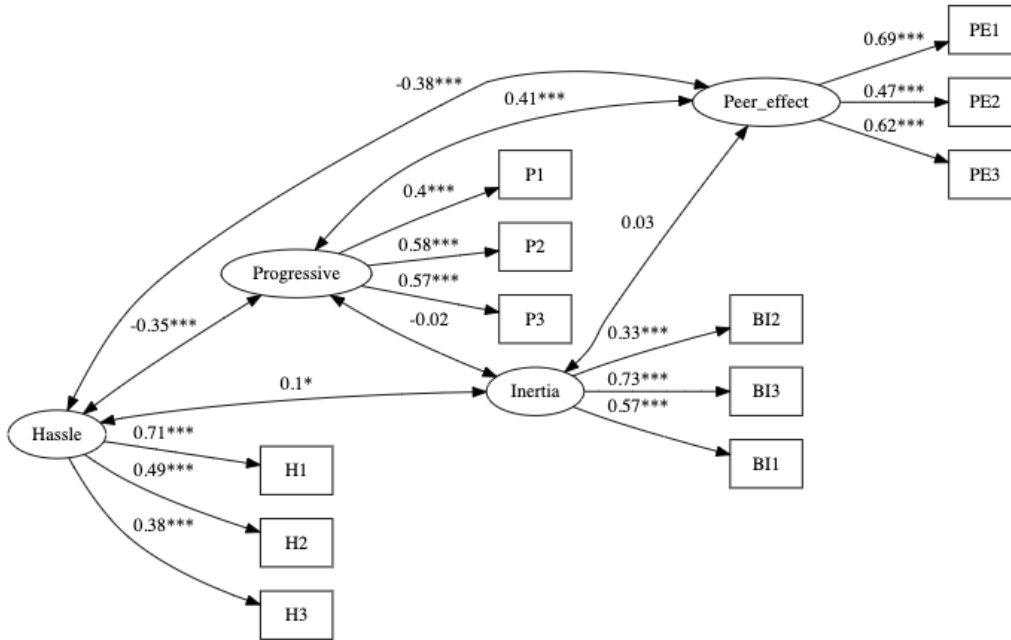 PE1
0.69***
-0.38***
0.41***
Peer_effect
0.47***
PE2
0.62***
PE3
P1
0.4***
0.03
0.58***
P2
Progressive
0.57***
P3
-0.02
-0.35***
0.33***
BI2
0.1*
Inertia
0.73***
BI3
0.57***
Hassle
0.71***
BI1
H1
0.49***
0.38***
H2
H3